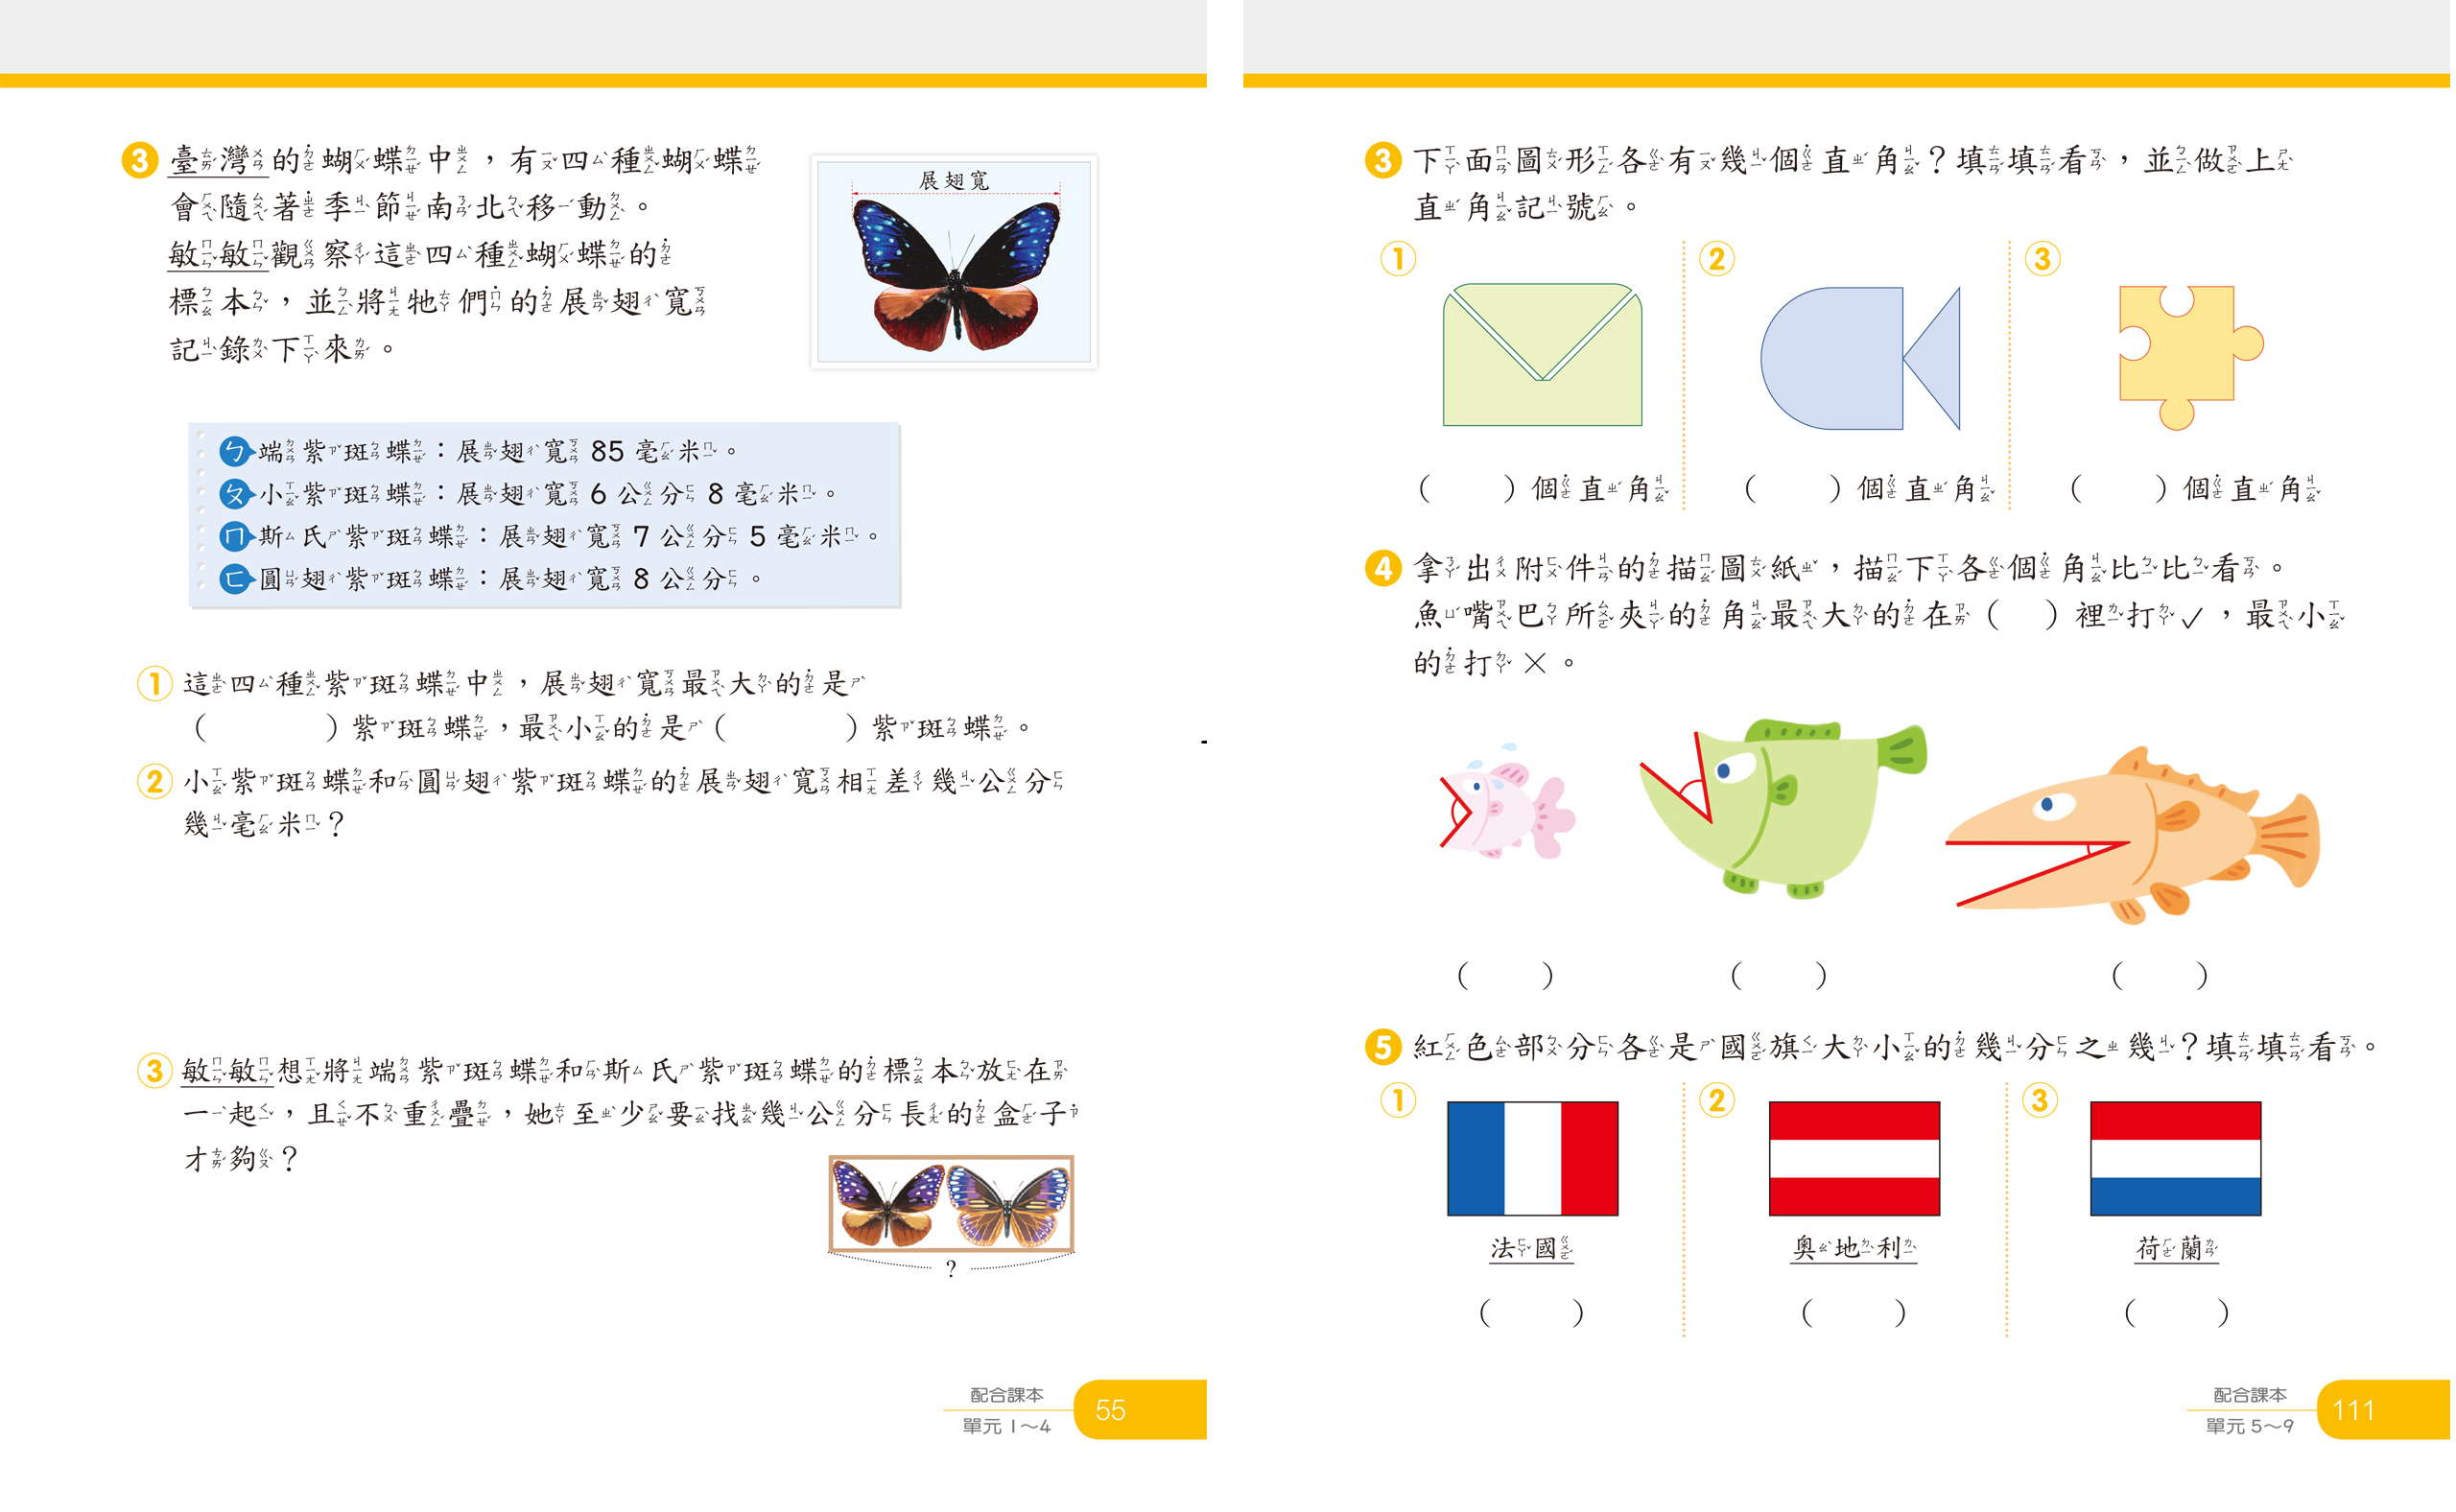 3 臺灣的蝴蝶中，有四種蝴蝶
會隨著季節南北移動。
敏敏觀察這四種蝴蝶的
標本，並將牠們的展翅寬
記錄下來。
展翅寬
ㄅ 端紫斑蝶：展翅寬 85 毫米。
ㄆ 小紫斑蝶：展翅寬 6 公分 8 毫米。
ㄇ 斯氏紫斑蝶：展翅寬 7 公分 5 毫米。
ㄈ 圓翅紫斑蝶：展翅寬 8 公分。
① 這四種紫斑蝶中，展翅寬最大的是
（　　　）紫斑蝶，最小的是（　　　）紫斑蝶。
② 小紫斑蝶和圓翅紫斑蝶的展翅寬相差幾公分
幾毫米？
③ 敏敏想將端紫斑蝶和斯氏紫斑蝶的標本放在
一起，且不重疊，她至少要找幾公分長的盒子
才夠？
?
配合課本
單元 1～4
55
3 下面圖形各有幾個直角？填填看，並做上
直角記號。
① ② ③
（　　）個直角 （　　）個直角 （　　）個直角
4 拿出附件的描圖紙，描下各個角比比看。
魚嘴巴所夾的角最大的在（　）裡打✓，最小
的打×。
（　　） （　　） （　　）
5 紅色部分各是國旗大小的幾分之幾？填填看。
① ② ③
法國 奧地利 荷蘭
（　　） （　　） （　　）
配合課本
單元 5～9
111